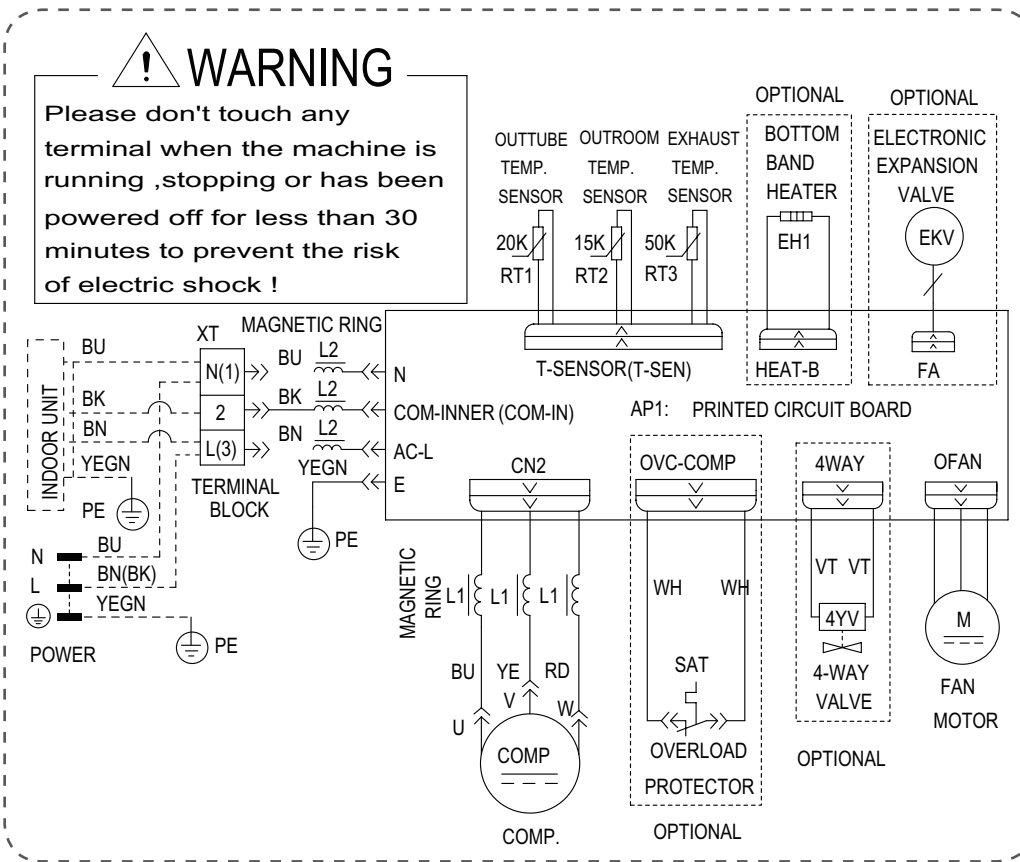 ! WARNING
Please don't touch any
terminal when the machine is
running ,stopping or has been
powered off for less than 30
minutes to prevent the risk
of electric shock !
OPTIONAL
OPTIONAL
OUTTUBE
TEMP.
SENSOR
OUTROOM
TEMP.
SENSOR
EXHAUST
TEMP.
SENSOR
BOTTOM
BAND
HEATER
ELECTRONIC
EXPANSION
VALVE
20K
RT1
15K
RT2
50K
RT3
EH1
EKV
T-SENSOR(T-SEN)
HEAT-B
FA
INDOOR UNIT
BU
BK
BN
YEGN
PE
XT
N(1)
2
L(3)
TERMINAL
BLOCK
MAGNETIC RING
BU
L2
N
BK
L2
COM-INNER (COM-IN)
BN
L2
AC-L
YEGN
E
PE
AP1: PRINTED CIRCUIT BOARD
N
BU
L
BN(BK)
YEGN
PE
POWER
CN2
OVC-COMP
4WAY
OFAN
MAGNETIC
RING
L1
L1
L1
BU
YE
RD
U
V
W
COMP
COMP.
WH
WH
SAT
OVERLOAD
PROTECTOR
OPTIONAL
VT
VT
4YV
4-WAY
VALVE
OPTIONAL
M
FAN
MOTOR